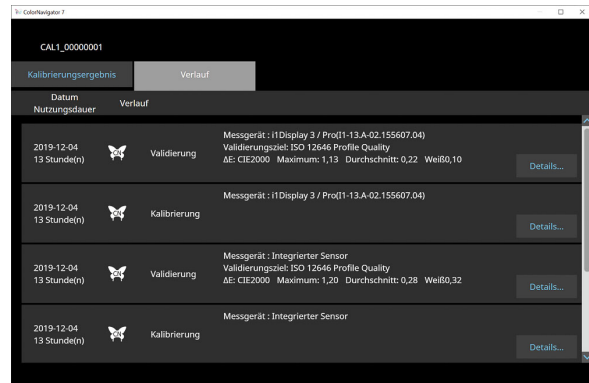 ColorNavigator 7
CAL1_00000001
Kalibrierungsergebnis
Verlauf
Datum
Nutzungsdauer
Verlauf
2019-12-04
13 Stunde(n)
CN
Validierung
Messgerät : i1Display 3 / Pro(I1-13.A-02.155607.04)
Validierungsziel: ISO 12646 Profile Quality
ΔE: CIE2000 Maximum: 1,13 Durchschnitt: 0,22 Weiß0,10
Details...
2019-12-04
13 Stunde(n)
CN
Kalibrierung
Messgerät : i1Display 3 / Pro(I1-13.A-02.155607.04)
Details...
2019-12-04
13 Stunde(n)
CN
Validierung
Messgerät : Integrierter Sensor
Validierungsziel: ISO 12646 Profile Quality
ΔE: CIE2000 Maximum: 1,20 Durchschnitt: 0,28 Weiß0,32
Details...
2019-12-04
13 Stunde(n)
CN
Kalibrierung
Messgerät : Integrierter Sensor
Details...